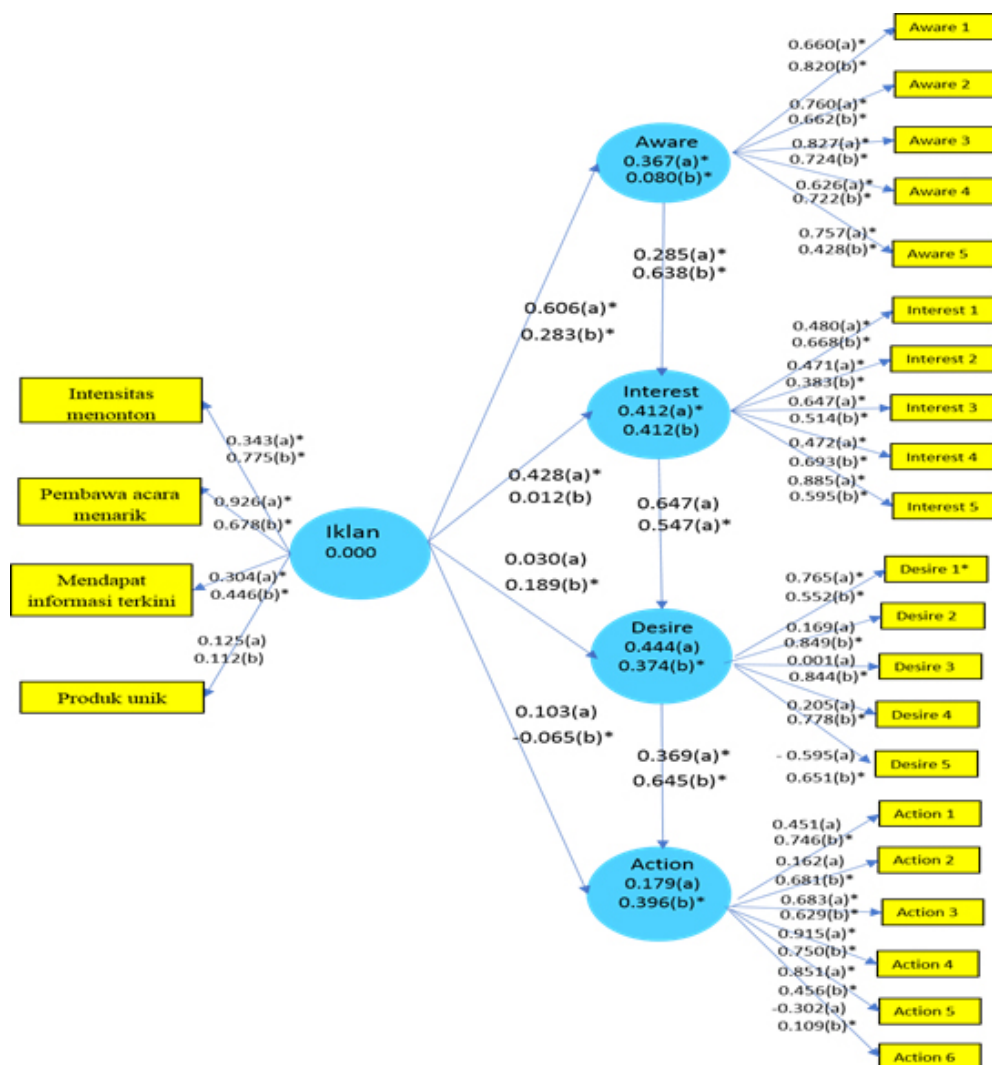 Intensitas
menonton
Pembawa acara
menarik
Mendapat
informasi terkini
Produk unik
0.343(a)*
0.775(b)*
0.926(a)*
0.678(b)*
0.304(a)*
0.446(b)*
0.125(a)
0.112(b)
Iklan
0.000
0.606(a)*
0.283(b)*
0.428(a)*
0.012(b)
0.030(a)
0.189(b)*
0.103(a)
-0.065(b)*
Aware
0.367(a)*
0.080(b)*
0.285(a)*
0.638(b)*
Interest
0.412(a)*
0.412(b)
0.647(a)
0.547(a)*
Desire
0.444(a)
0.374(b)*
0.369(a)*
0.645(b)*
Action
0.179(a)
0.396(b)*
0.660(a)*
0.820(b)*
0.760(a)*
0.662(b)*
0.827(a)*
0.724(b)*
0.626(a)*
0.722(b)*
0.757(a)*
0.428(b)*
Aware 1
Aware 2
Aware 3
Aware 4
Aware 5
0.480(a)*
0.668(b)*
0.471(a)*
0.383(b)*
0.647(a)*
0.514(b)*
0.472(a)*
0.693(b)*
0.885(a)*
0.595(b)*
Interest 1
Interest 2
Interest 3
Interest 4
Interest 5
0.765(a)*
0.552(b)*
0.169(a)
0.849(b)*
0.001(a)
0.844(b)*
0.205(a)
0.778(b)*
- 0.595(a)
0.651(b)*
Desire 1*
Desire 2
Desire 3
Desire 4
Desire 5
0.451(a)
0.746(b)*
0.162(a)
0.681(b)*
0.683(a)*
0.629(b)*
0.915(a)*
0.750(b)*
0.851(a)*
0.456(b)*
-0.302(a)
0.109(b)*
Action 1
Action 2
Action 3
Action 4
Action 5
Action 6